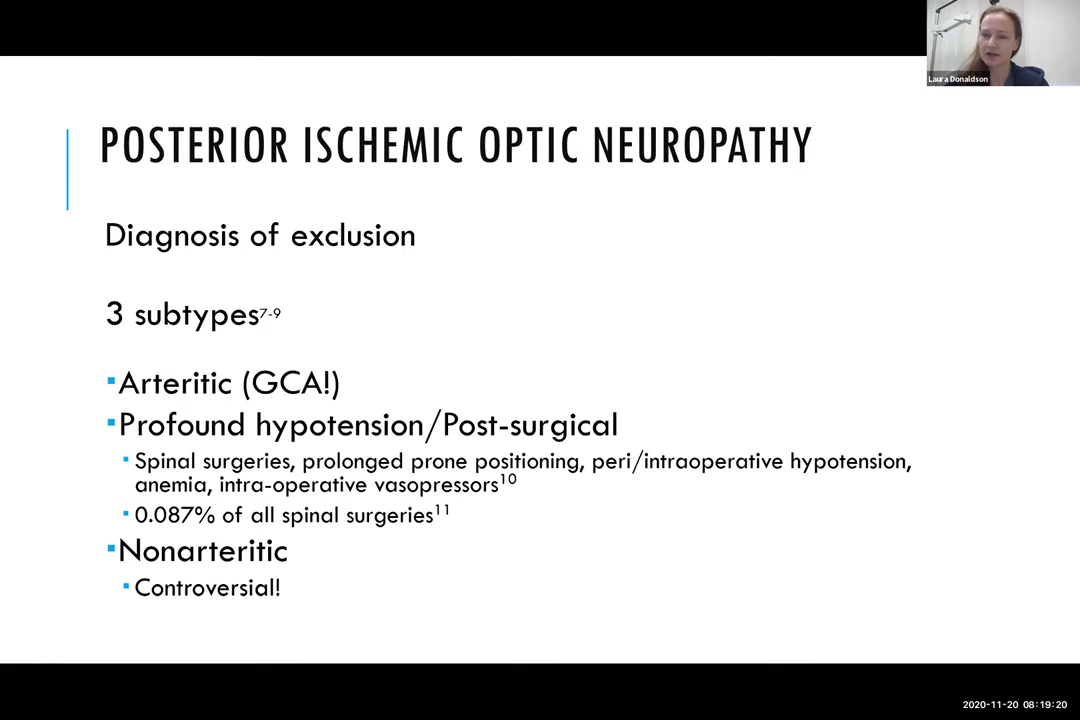 Laura Donaldson
POSTERIOR ISCHEMIC OPTIC NEUROPATHY
Diagnosis of exclusion
3 subtypes7-9
▪Arteritic (GCA!)
▪Profound hypotension/Post-surgical
▪Spinal surgeries, prolonged prone positioning, peri/intraoperative hypotension,
anemia, intra-operative vasopressors10
▪0.087% of all spinal surgeries11
▪Nonarteritic
▪Controversial!
2020-11-20 08:19:20